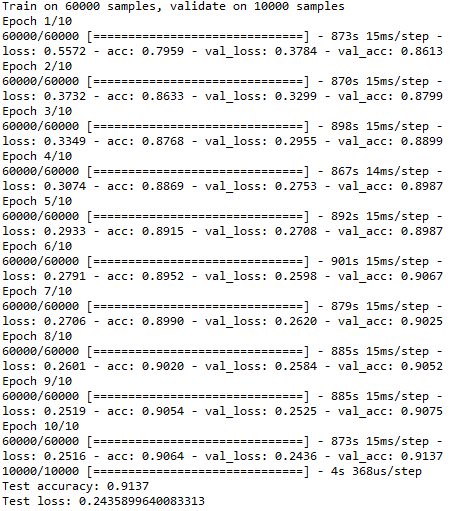 Train on 60000 samples, validate on 10000 samples
Epoch 1/10
60000/60000 [==============================] - 873s 15ms/step -
loss: 0.5572 - acc: 0.7959 - val_loss: 0.3784 - val_acc: 0.8613
Epoch 2/10
60000/60000 [==============================] - 870s 15ms/step -
loss: 0.3732 - acc: 0.8633 - val_loss: 0.3299 - val_acc: 0.8799
Epoch 3/10
60000/60000 [==============================] - 898s 15ms/step -
loss: 0.3349 - acc: 0.8768 - val_loss: 0.2955 - val_acc: 0.8899
Epoch 4/10
60000/60000 [==============================] - 867s 14ms/step -
loss: 0.3074 - acc: 0.8869 - val_loss: 0.2753 - val_acc: 0.8987
Epoch 5/10
60000/60000 [==============================] - 892s 15ms/step -
loss: 0.2933 - acc: 0.8915 - val_loss: 0.2708 - val_acc: 0.8987
Epoch 6/10
60000/60000 [==============================] - 901s 15ms/step -
loss: 0.2791 - acc: 0.8952 - val_loss: 0.2598 - val_acc: 0.9067
Epoch 7/10
60000/60000 [==============================] - 879s 15ms/step -
loss: 0.2706 - acc: 0.8990 - val_loss: 0.2620 - val_acc: 0.9025
Epoch 8/10
60000/60000 [==============================] - 885s 15ms/step -
loss: 0.2601 - acc: 0.9020 - val_loss: 0.2584 - val_acc: 0.9052
Epoch 9/10
60000/60000 [==============================] - 885s 15ms/step -
loss: 0.2519 - acc: 0.9054 - val_loss: 0.2525 - val_acc: 0.9075
Epoch 10/10
60000/60000 [==============================] - 873s 15ms/step -
loss: 0.2516 - acc: 0.9064 - val_loss: 0.2436 - val_acc: 0.9137
10000/10000 [==============================] - 4s 368us/step
Test accuracy: 0.9137
Test loss: 0.2435899640083313